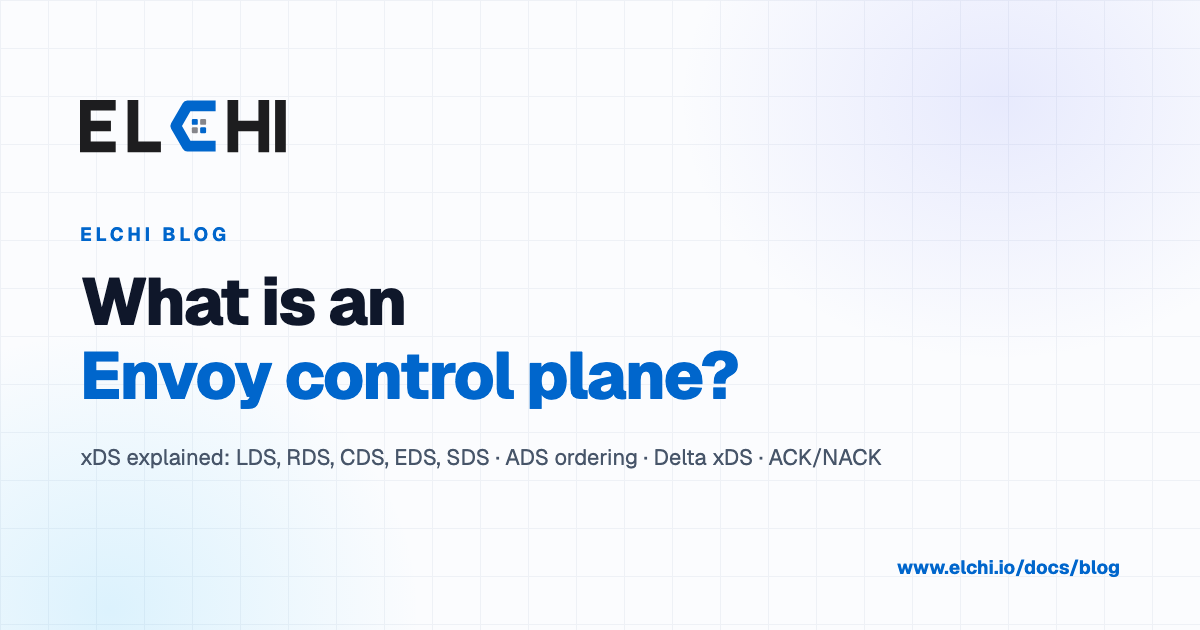 ELCHI
ELCHI BLOG
What is an
Envoy control plane?
xDS explained: LDS, RDS, CDS, EDS, SDS · ADS ordering · Delta xDS · ACK/NACK
www.elchi.io/docs/blog